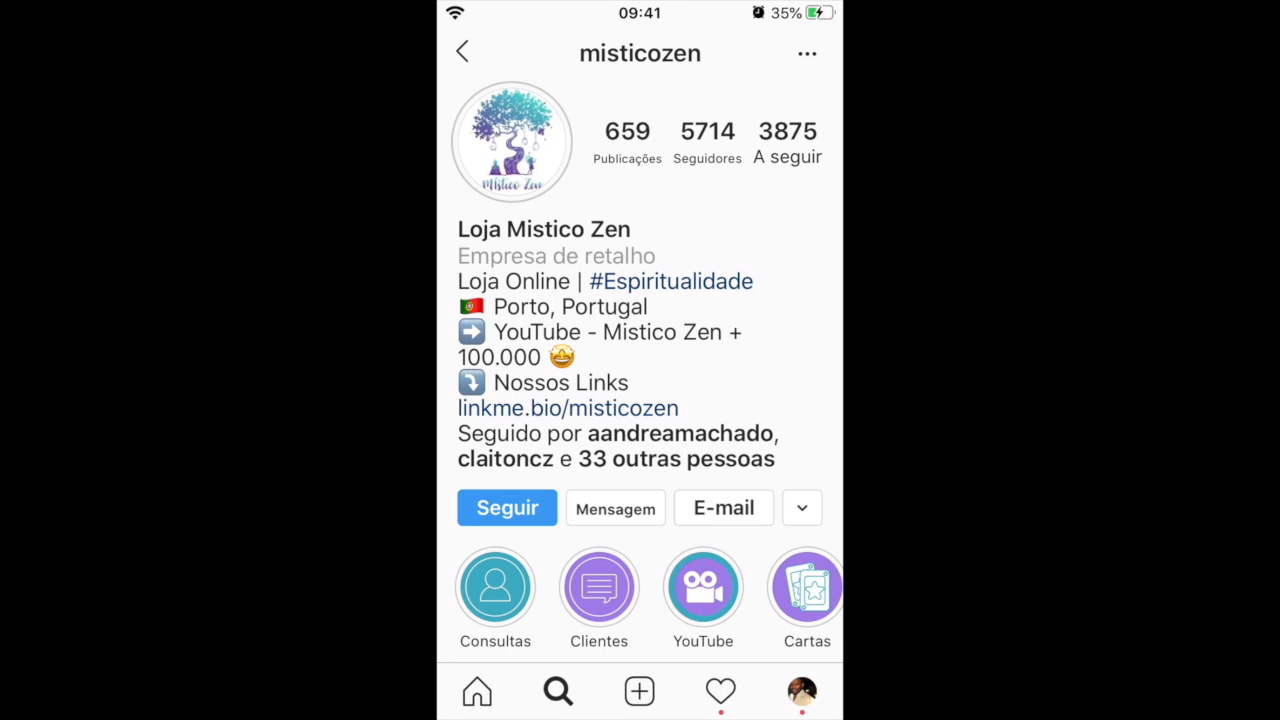 09:41
35%
misticozen
Místico Zen
659 5714 3875
Publicações Seguidores A seguir
Loja Mistico Zen
Empresa de retalho
Loja Online | #Espiritualidade
🇵🇹 Porto, Portugal
➡️ YouTube - Mistico Zen +
100.000 🤩
⤵️ Nossos Links
linkme.bio/misticozen
Seguido por aandreamachado,
claitoncz e 33 outras pessoas
Seguir Mensagem E-mail
Consultas Clientes YouTube Cartas